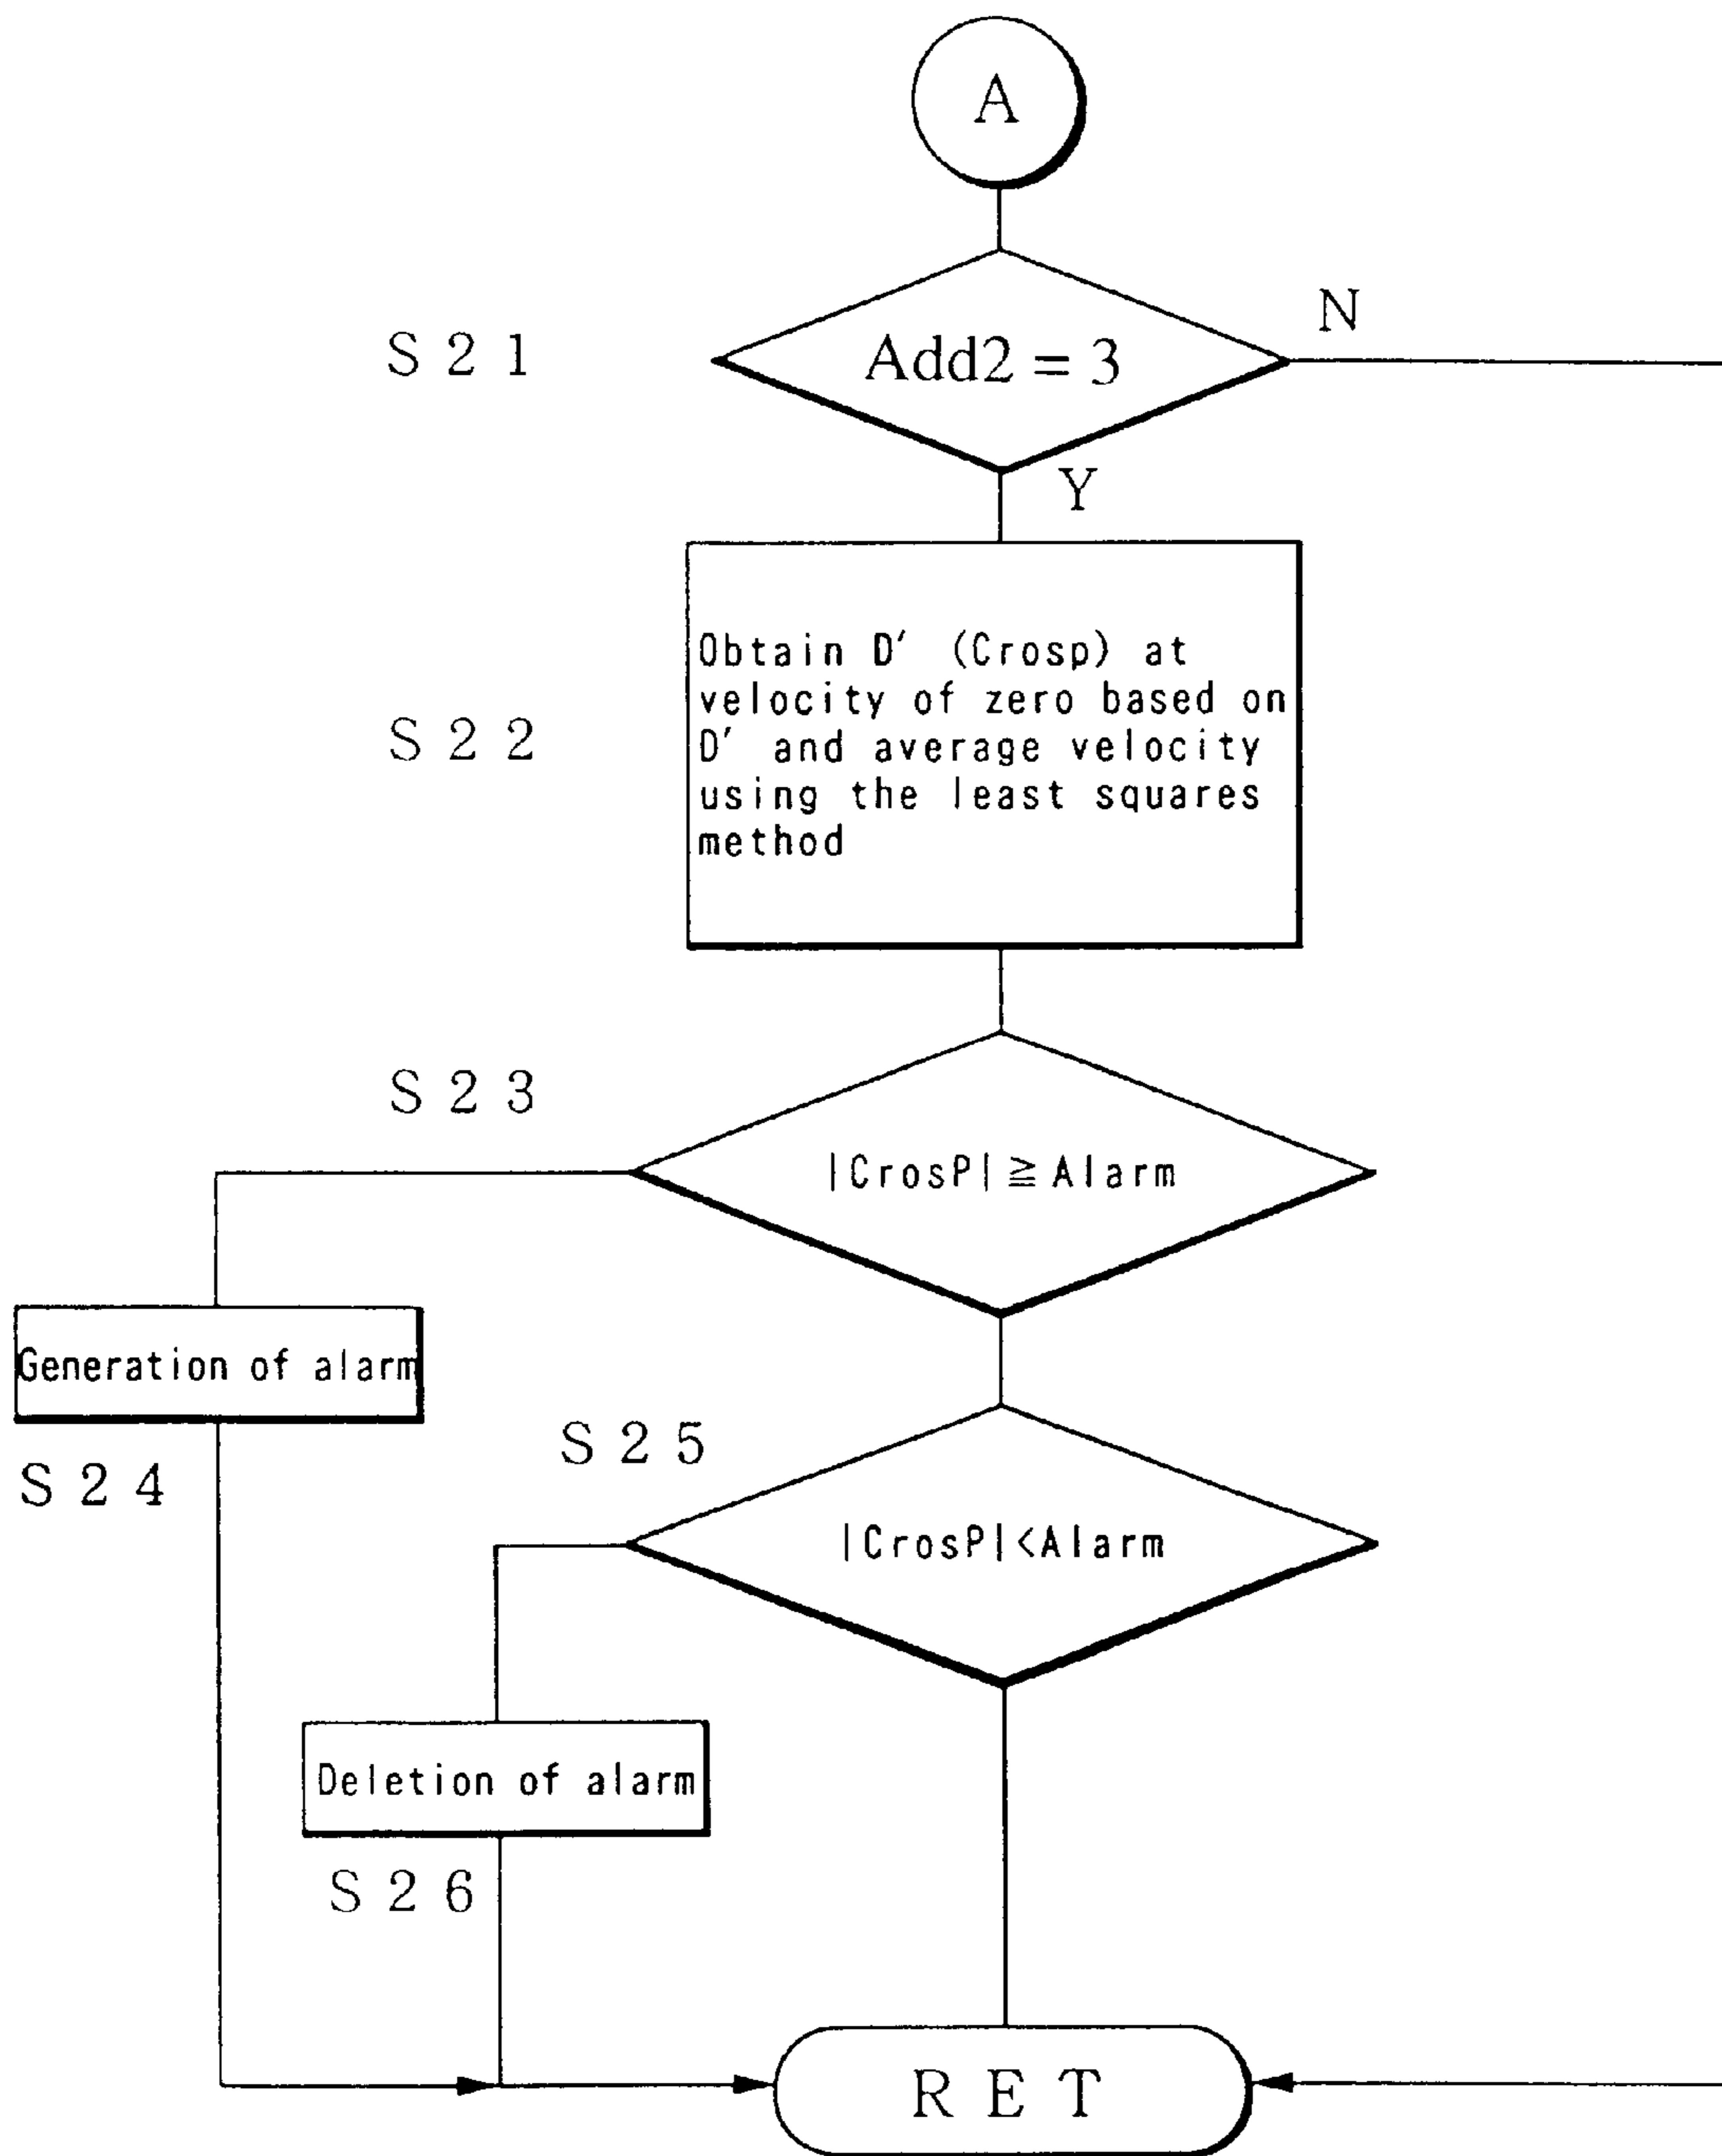 A
N
S 2 1
Add2 = 3
Y
Obtain D′ (Crosp) at
velocity of zero based on
D′ and average velocity
using the least squares
method
S 2 2
S 2 3
|CrosP| ≧ Alarm
Generation of alarm
S 2 4
S 2 5
|CrosP|<Alarm
Deletion of alarm
S 2 6
R E T